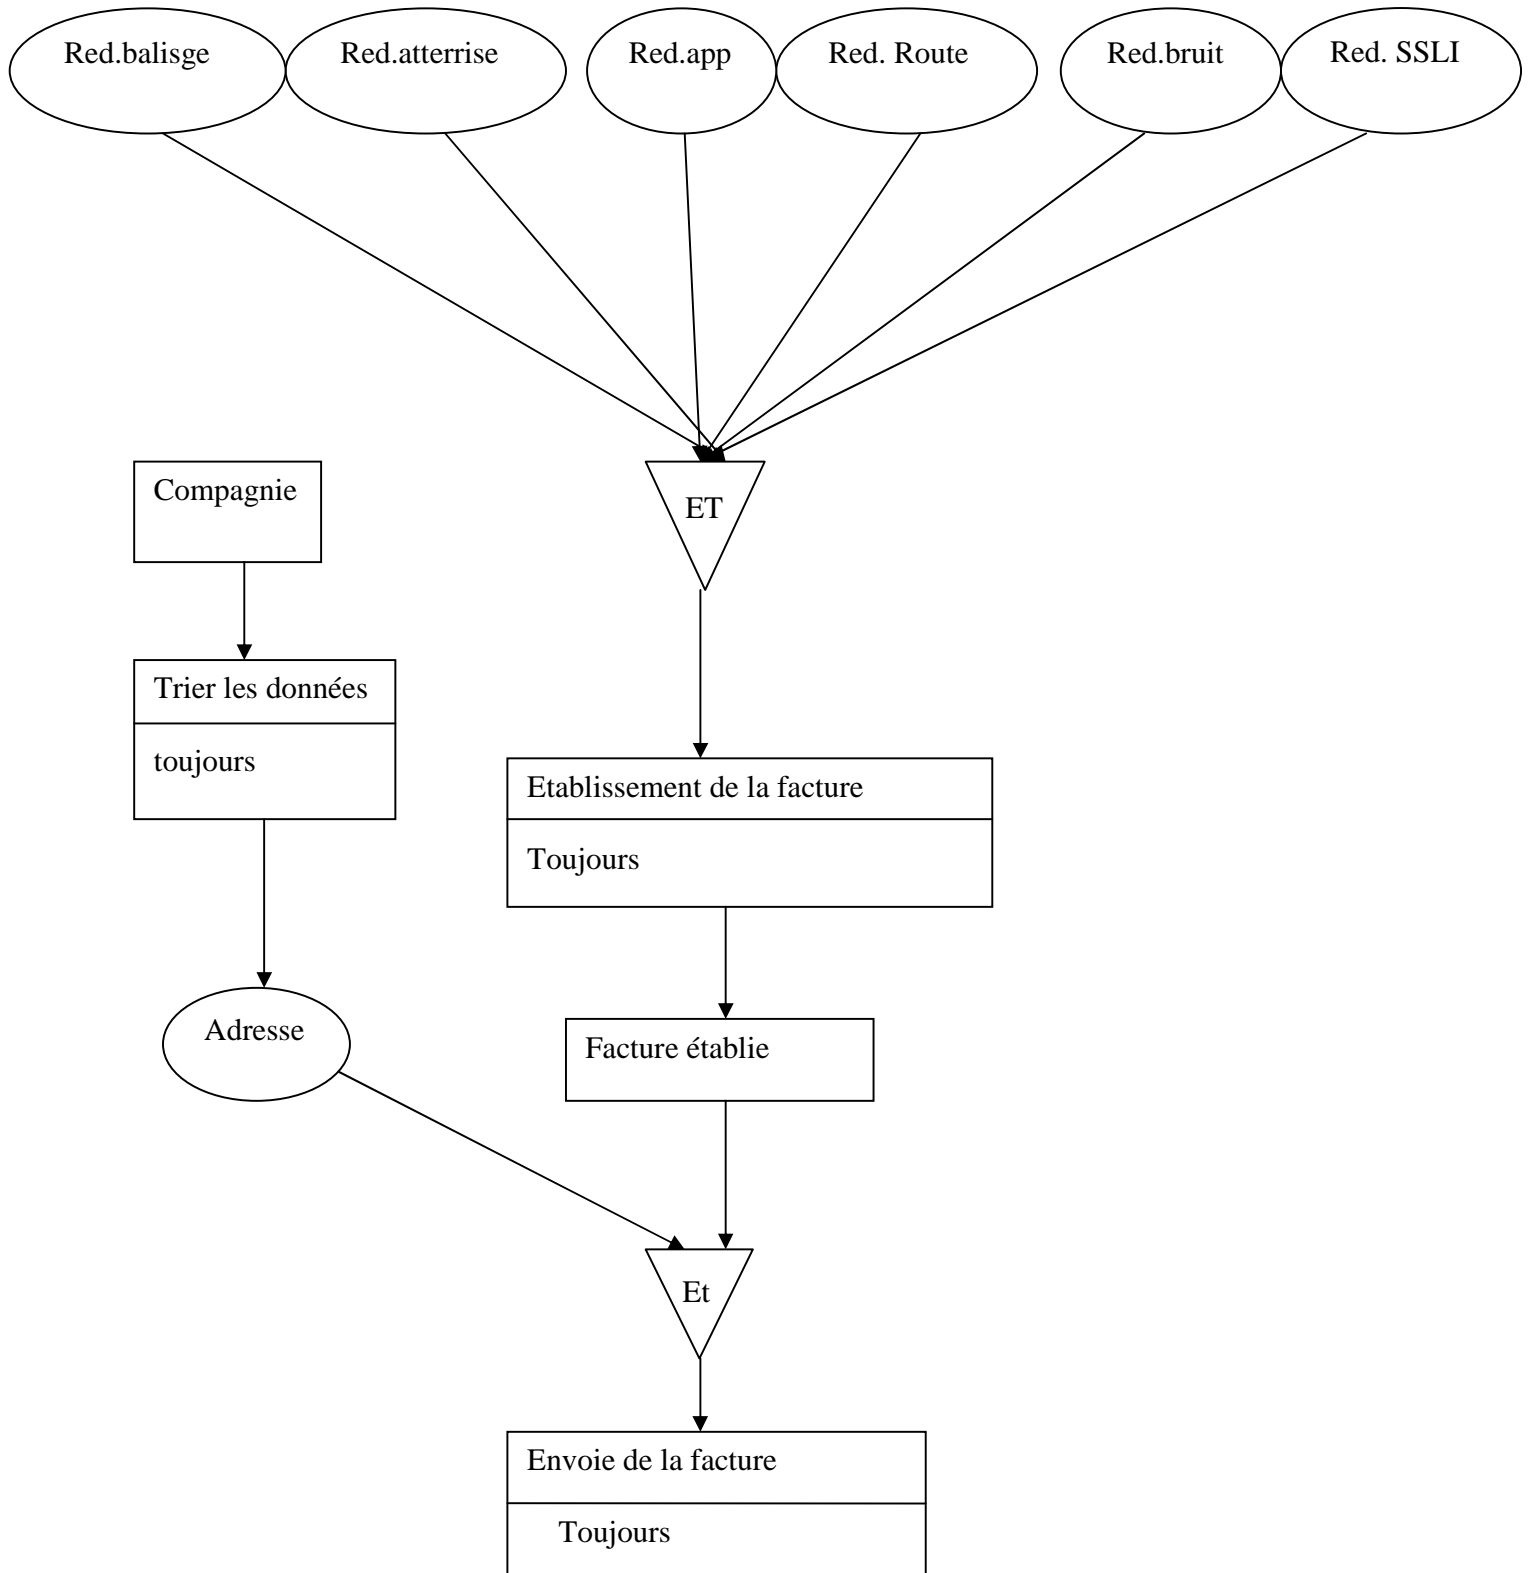 Red.balisge
Red.atterrise
Red.app
Red. Route
Red.bruit
Red. SSLI
Compagnie
ET
Trier les données
toujours
Etablissement de la facture
Toujours
Adresse
Facture établie
Et
Envoie de la facture
Toujours